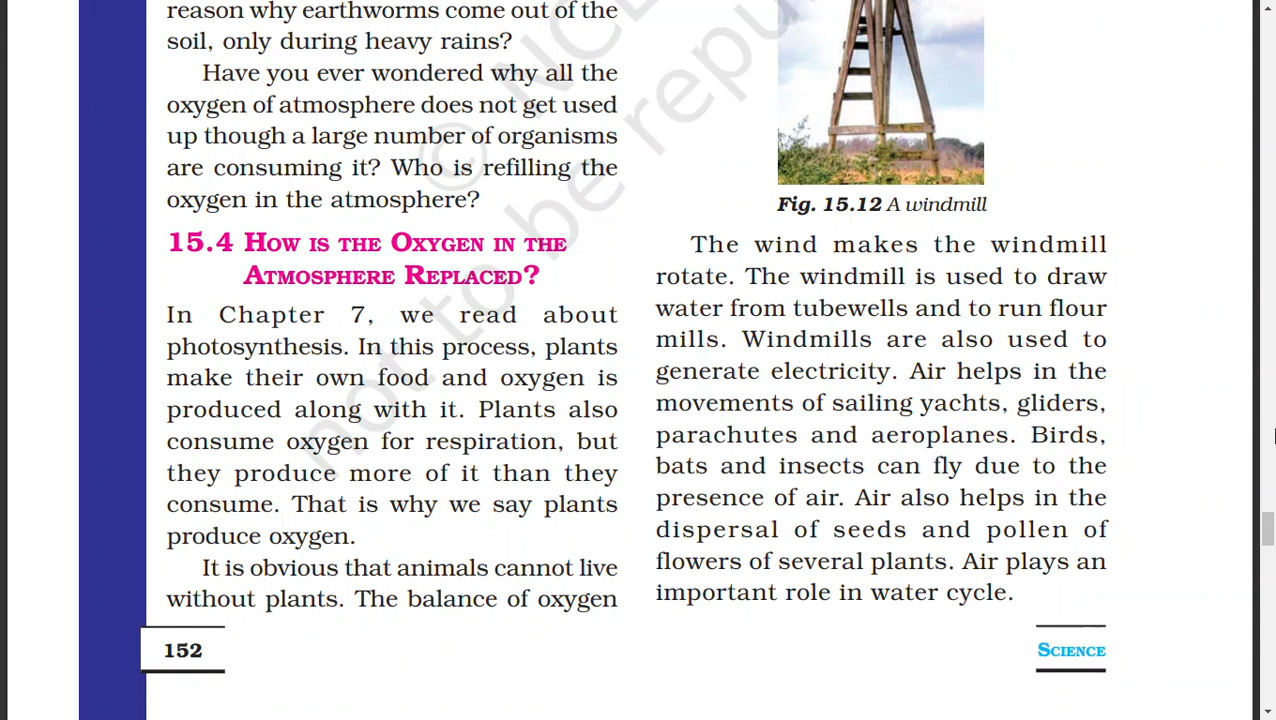 reason why earthworms come out of the
soil, only during heavy rains?
Have you ever wondered why all the
oxygen of atmosphere does not get used
up though a large number of organisms
are consuming it? Who is refilling the
oxygen in the atmosphere?
15.4 How is the Oxygen in the
Atmosphere Replaced?
In Chapter 7, we read about
photosynthesis. In this process, plants
make their own food and oxygen is
produced along with it. Plants also
consume oxygen for respiration, but
they produce more of it than they
consume. That is why we say plants
produce oxygen.
It is obvious that animals cannot live
without plants. The balance of oxygen
152
Fig. 15.12 A windmill
The wind makes the windmill
rotate. The windmill is used to draw
water from tubewells and to run flour
mills. Windmills are also used to
generate electricity. Air helps in the
movements of sailing yachts, gliders,
parachutes and aeroplanes. Birds,
bats and insects can fly due to the
presence of air. Air also helps in the
dispersal of seeds and pollen of
flowers of several plants. Air plays an
important role in water cycle.
Science
not to be